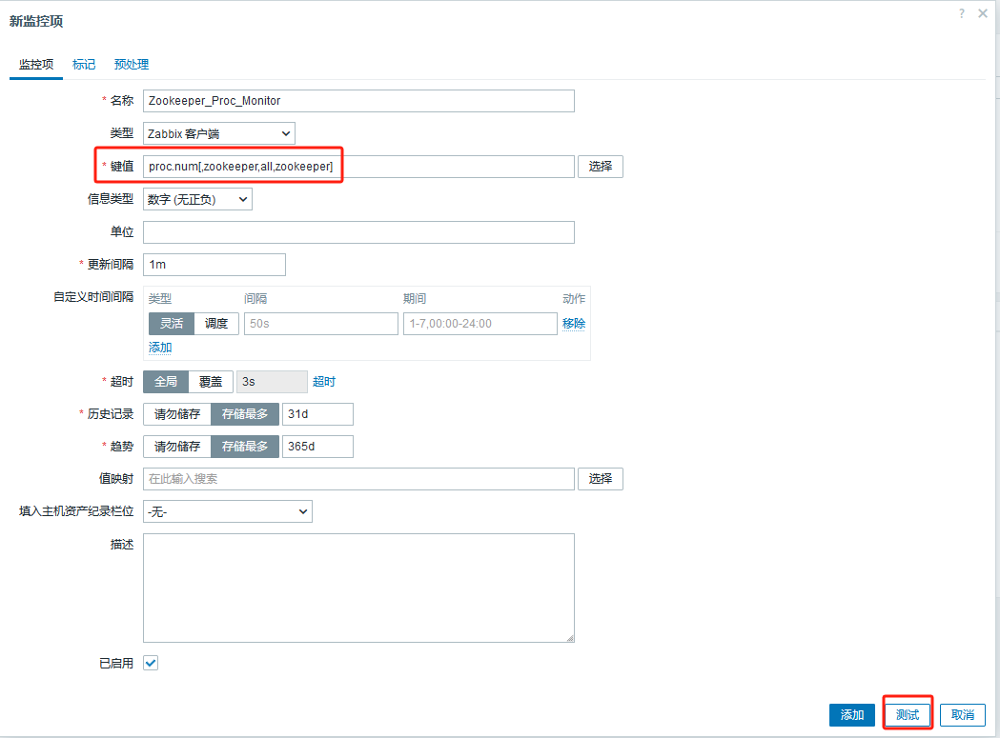 新监控项
? ×
监控项 标记 预处理
* 名称 Zookeeper_Proc_Monitor
类型 Zabbix 客户端
* 键值 proc.num[,zookeeper,all,zookeeper] 选择
信息类型 数字 (无正负)
单位
* 更新间隔 1m
自定义时间间隔 类型 间隔 期间 动作
灵活 调度 50s 1-7,00:00-24:00 移除
添加
* 超时 全局 覆盖 3s 超时
* 历史记录 请勿储存 存储最多 31d
* 趋势 请勿储存 存储最多 365d
值映射 在此输入搜索 选择
填入主机资产纪录栏位 -无-
描述
已启用
添加 测试 取消